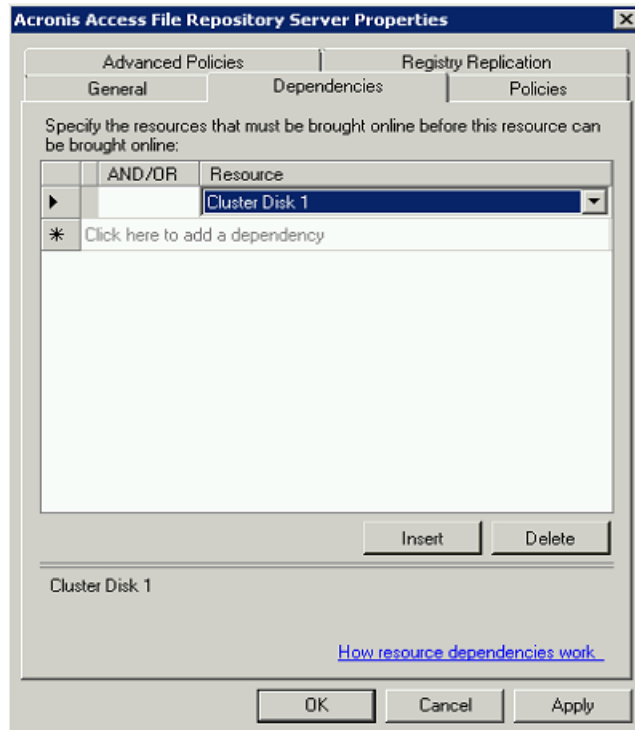 Acronis Access File Repository Server Properties
Advanced Policies
Registry Replication
General
Dependencies
Policies
Specify the resources that must be brought online before this resource can
be brought online:
AND/OR
Resource
Cluster Disk 1
Click here to add a dependency
Insert
Delete
Cluster Disk 1
How resource dependencies work
OK
Cancel
Apply